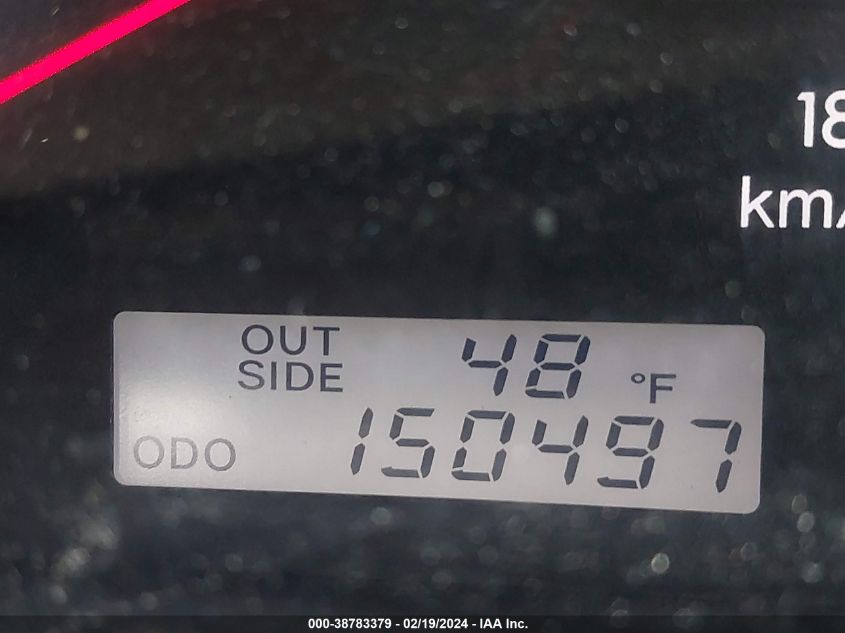 18
km/
OUT
SIDE
48 °F
ODO 150497
000-38783379 - 02/19/2024 - IAA Inc.